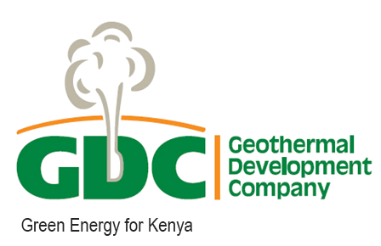 GDC
Geothermal
Development
Company
Green Energy for Kenya